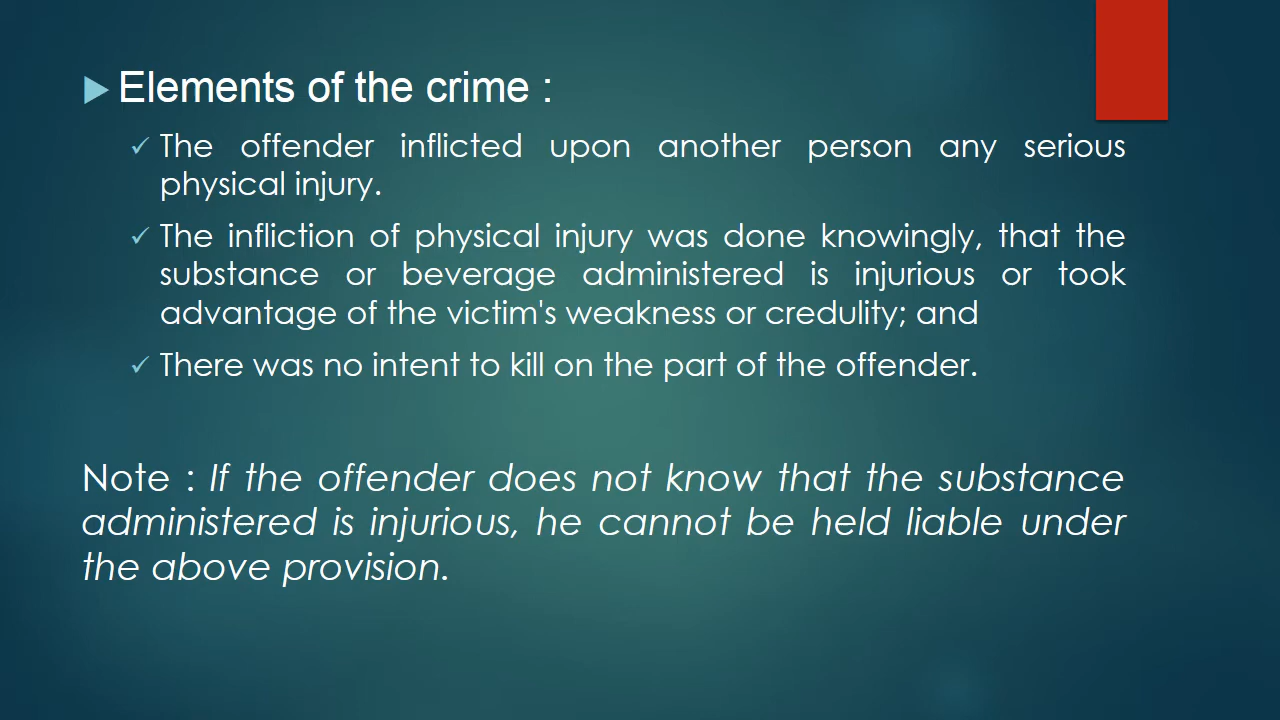 Elements of the crime :
The offender inflicted upon another person any serious
physical injury.
The infliction of physical injury was done knowingly, that the
substance or beverage administered is injurious or took
advantage of the victim's weakness or credulity; and
There was no intent to kill on the part of the offender.
Note : If the offender does not know that the substance
administered is injurious, he cannot be held liable under
the above provision.